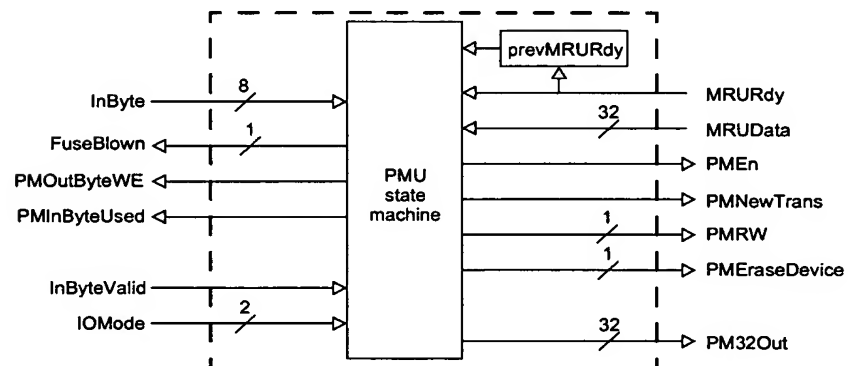 prevMRURdy
InByte
8
MRURdy
32
MRUData
FuseBlown
1
PMEn
PMOutByteWE
PMU
state
machine
PMNewTrans
PMInByteUsed
1
PMRW
1
PMEraseDevice
InByteValid
2
IOMode
32
PM32Out